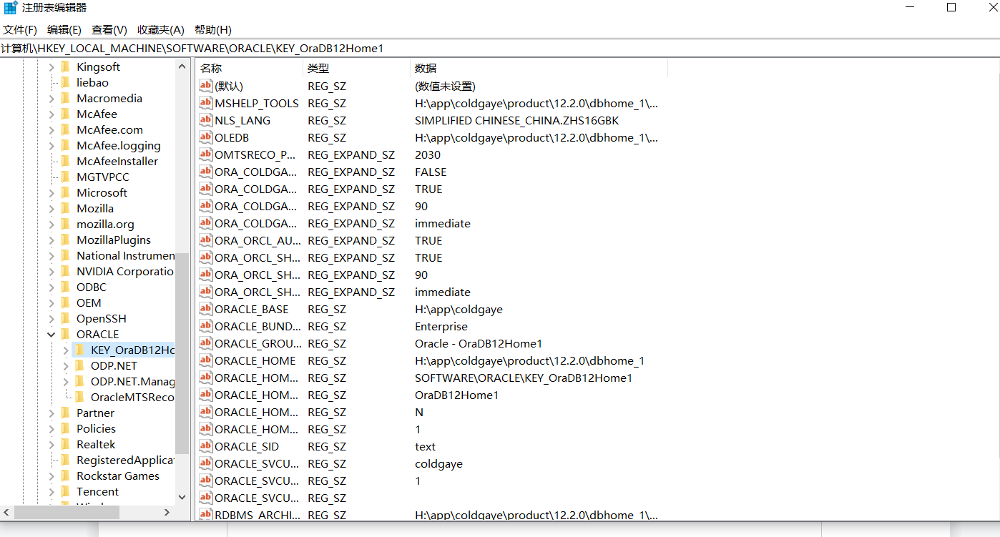 注册表编辑器
文件(F) 编辑(E) 查看(V) 收藏夹(A) 帮助(H)
计算机\HKEY_LOCAL_MACHINE\SOFTWARE\ORACLE\KEY_OraDB12Home1
Kingsoft
liebao
Macromedia
McAfee
McAfee.com
McAfee.logging
McAfeeInstaller
MGTVPCC
Microsoft
Mozilla
mozilla.org
MozillaPlugins
National Instrumen
NVIDIA Corporatio
ODBC
OEM
OpenSSH
ORACLE
KEY_OraDB12Ho
ODP.NET
ODP.NET.Manag
OracleMTSReco
Partner
Policies
Realtek
RegisteredApplica
Rockstar Games
Tencent
名称 类型 数据
(默认) REG_SZ (数值未设置)
MSHELP_TOOLS REG_SZ H:\app\coldgaye\product\12.2.0\dbhome_1\...
NLS_LANG REG_SZ SIMPLIFIED CHINESE_CHINA.ZHS16GBK
OLEDB REG_SZ H:\app\coldgaye\product\12.2.0\dbhome_1\...
OMTSRECO_P... REG_EXPAND_SZ 2030
ORA_COLDGA... REG_EXPAND_SZ FALSE
ORA_COLDGA... REG_EXPAND_SZ TRUE
ORA_COLDGA... REG_EXPAND_SZ 90
ORA_COLDGA... REG_EXPAND_SZ immediate
ORA_ORCL_AU... REG_EXPAND_SZ TRUE
ORA_ORCL_SH... REG_EXPAND_SZ TRUE
ORA_ORCL_SH... REG_EXPAND_SZ 90
ORA_ORCL_SH... REG_EXPAND_SZ immediate
ORACLE_BASE REG_SZ H:\app\coldgaye
ORACLE_BUND... REG_SZ Enterprise
ORACLE_GROU... REG_SZ Oracle - OraDB12Home1
ORACLE_HOME REG_SZ H:\app\coldgaye\product\12.2.0\dbhome_1
ORACLE_HOM... REG_SZ SOFTWARE\ORACLE\KEY_OraDB12Home1
ORACLE_HOM... REG_SZ OraDB12Home1
ORACLE_HOM... REG_SZ N
ORACLE_HOM... REG_SZ 1
ORACLE_SID REG_SZ text
ORACLE_SVCU... REG_SZ coldgaye
ORACLE_SVCU... REG_SZ 1
ORACLE_SVCU... REG_SZ
RDBMS_ARCHI... REG_SZ H:\app\coldgaye\product\12.2.0\dbhome_1\...